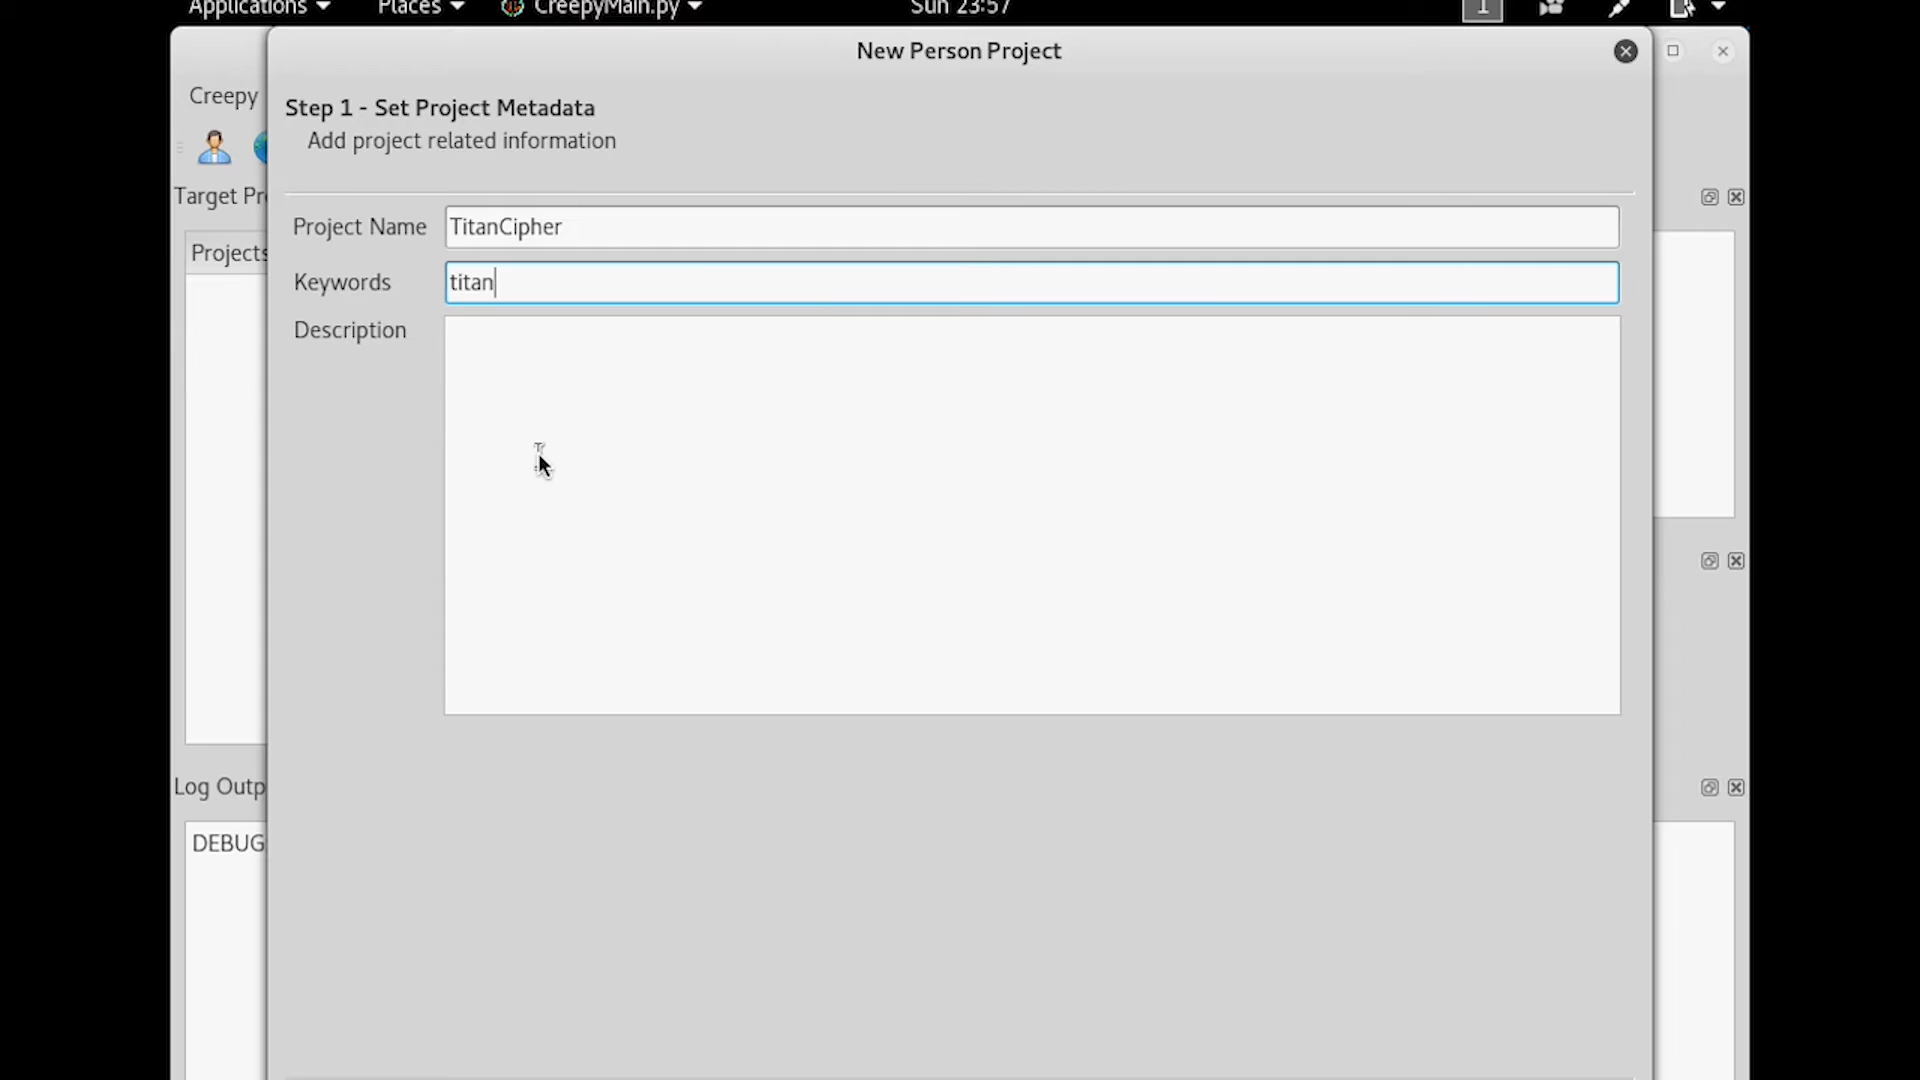 Applications Places CreepyMain.py Sun 23:57 1
New Person Project
Creepy
Step 1 - Set Project Metadata
Add project related information
Target Pr
Project Name TitanCipher
Projects
Keywords titan
Description
Log Outp
DEBUG